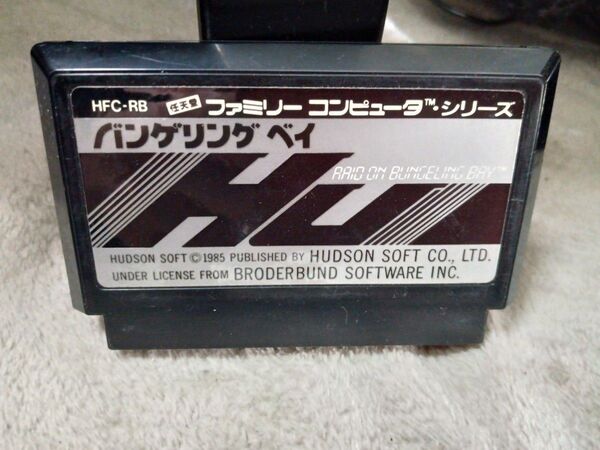 HFC-RB 任天堂 ファミリー コンピュータ™・シリーズ
バンゲリング ベイ
RAID ON BUNGELING BAY™
HU
HUDSON SOFT © 1985 PUBLISHED BY HUDSON SOFT CO., LTD.
UNDER LICENSE FROM BRODERBUND SOFTWARE INC.